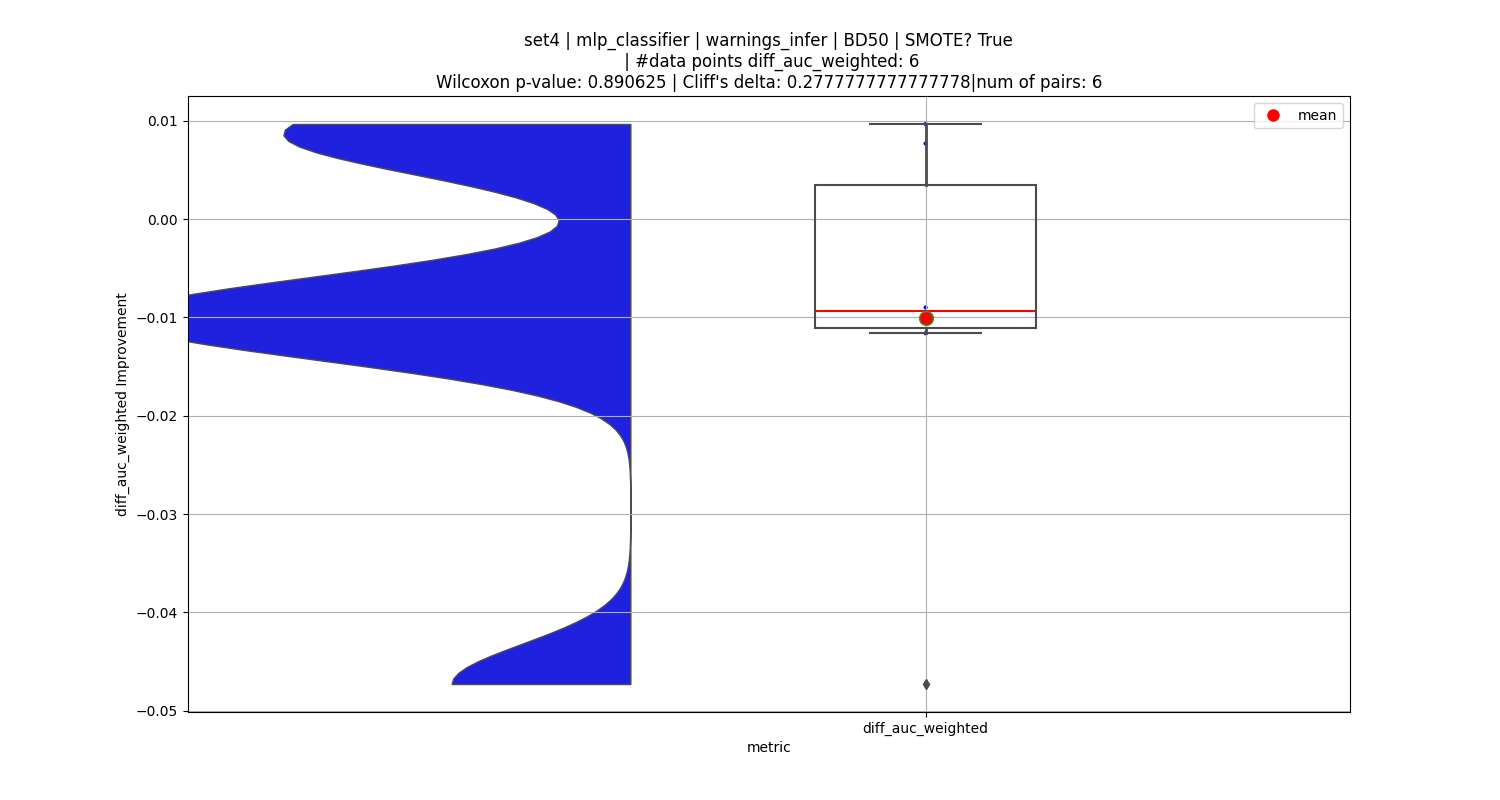 set4 | mlp_classifier | warnings_infer | BD50 | SMOTE? True
| #data points diff_auc_weighted: 6
Wilcoxon p-value: 0.890625 | Cliff's delta: 0.2777777777777778|num of pairs: 6
mean
0.01
0.00
−0.01
−0.02
−0.03
−0.04
−0.05
diff_auc_weighted Improvement
diff_auc_weighted
metric